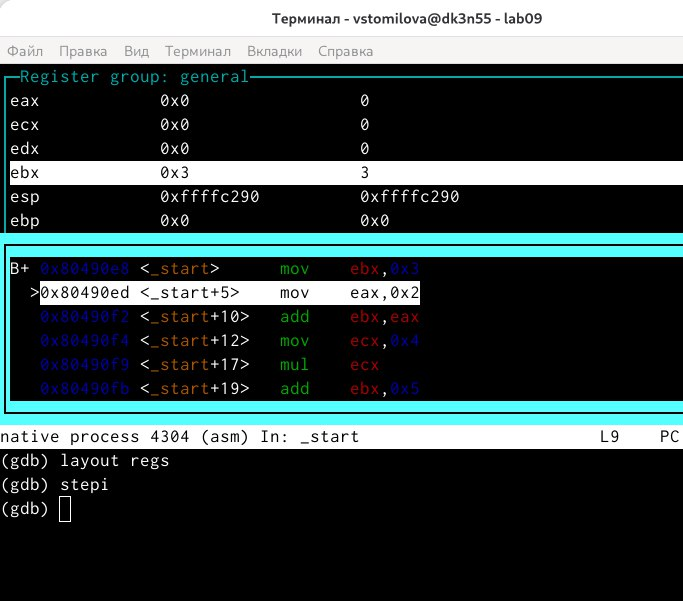 Терминал - vstomilova@dk3n55 - lab09
Файл Правка Вид Терминал Вкладки Справка
Register group: general
eax 0x0 0
ecx 0x0 0
edx 0x0 0
ebx 0x3 3
esp 0xffffc290 0xffffc290
ebp 0x0 0x0
B+ 0x80490e8 <_start> mov ebx,0x3
>0x80490ed <_start+5> mov eax,0x2
0x80490f2 <_start+10> add ebx,eax
0x80490f4 <_start+12> mov ecx,0x4
0x80490f9 <_start+17> mul ecx
0x80490fb <_start+19> add ebx,0x5
native process 4304 (asm) In: _start L9 PC
(gdb) layout regs
(gdb) stepi
(gdb)